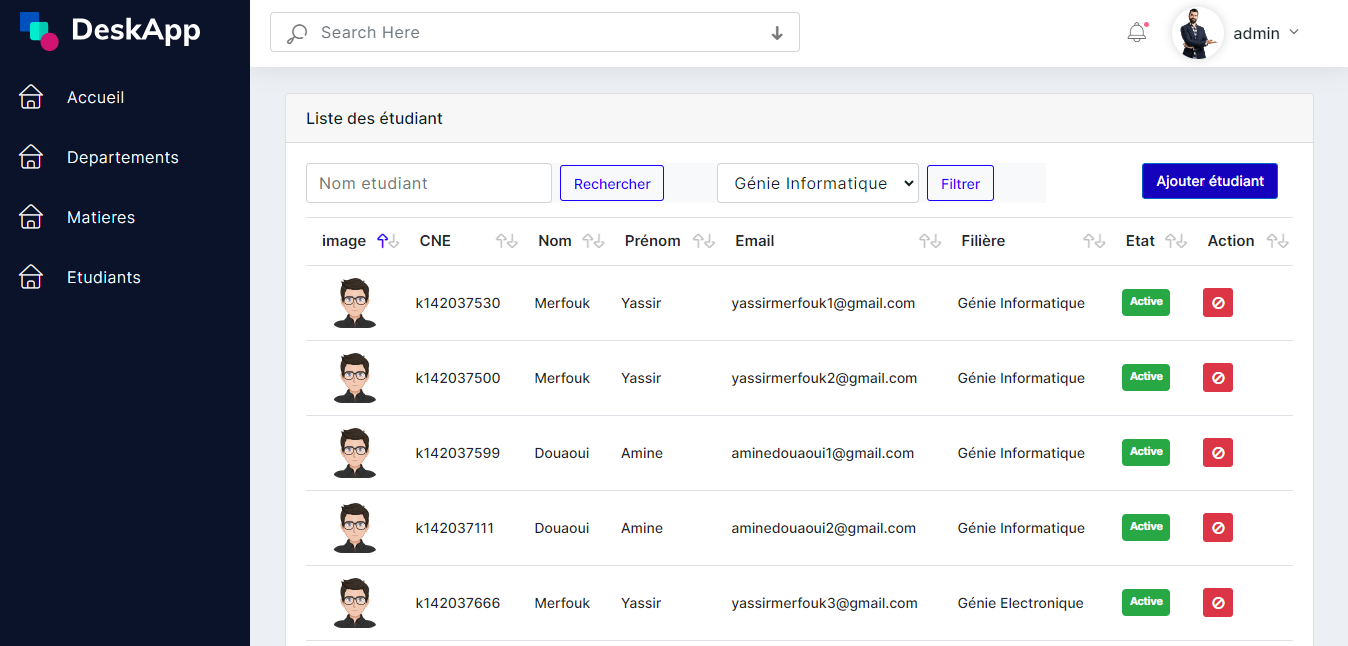 DeskApp
Search Here
admin
Accueil
Departements
Matieres
Etudiants
Liste des étudiant
Nom etudiant Rechercher Génie Informatique Filtrer Ajouter étudiant
image CNE Nom Prénom Email Filière Etat Action
k142037530 Merfouk Yassir yassirmerfouk1@gmail.com Génie Informatique Active
k142037500 Merfouk Yassir yassirmerfouk2@gmail.com Génie Informatique Active
k142037599 Douaoui Amine aminedouaoui1@gmail.com Génie Informatique Active
k142037111 Douaoui Amine aminedouaoui2@gmail.com Génie Informatique Active
k142037666 Merfouk Yassir yassirmerfouk3@gmail.com Génie Electronique Active